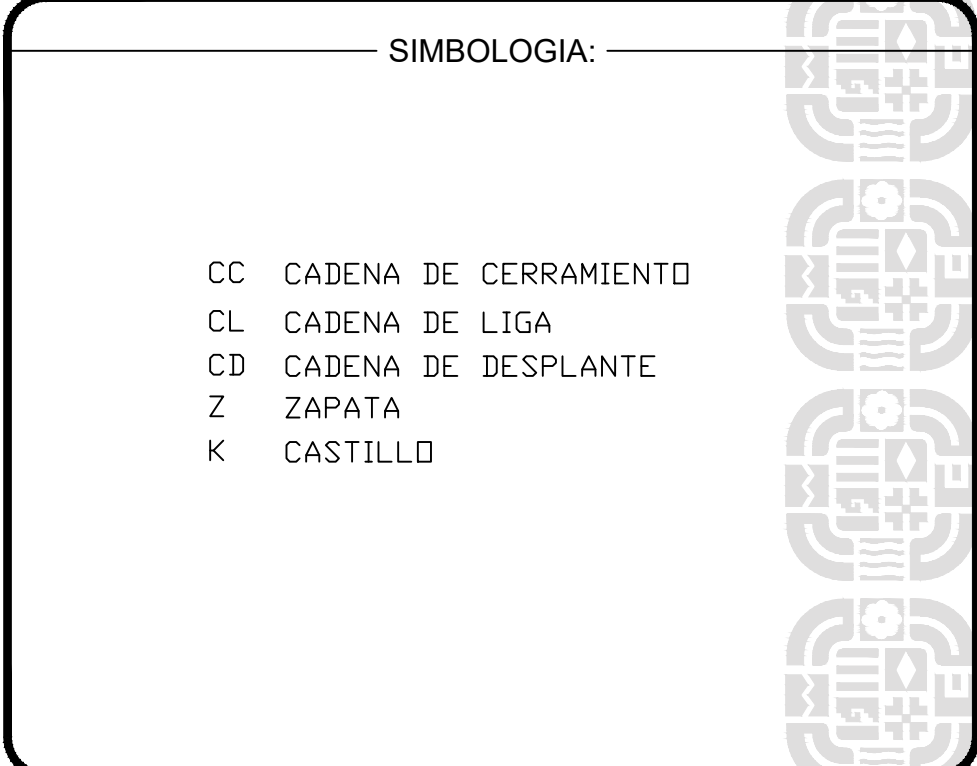 SIMBOLOGIA:
CC CADENA DE CERRAMIENTO
CL CADENA DE LIGA
CD CADENA DE DESPLANTE
Z ZAPATA
K CASTILLO